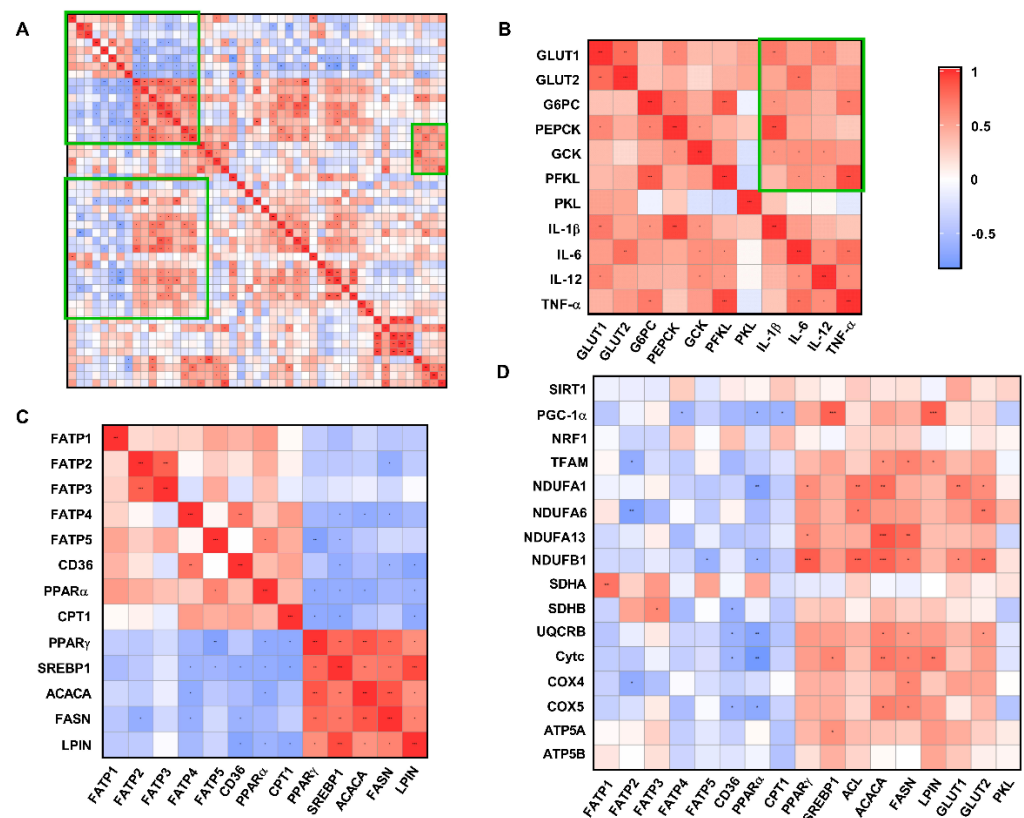 A
B
GLUT1
GLUT2
G6PC
PEPCK
GCK
PFKL
PKL
IL-1β
IL-6
IL-12
TNF-α
GLUT1
GLUT2
G6PC
PEPCK
GCK
PFKL
PKL
IL-1β
IL-6
IL-12
TNF-α
1
0.5
0
-0.5
C
FATP1
FATP2
FATP3
FATP4
FATP5
CD36
PPARα
CPT1
PPARγ
SREBP1
ACACA
FASN
LPIN
FATP1
FATP2
FATP3
FATP4
FATP5
CD36
PPARα
CPT1
PPARγ
SREBP1
ACACA
FASN
LPIN
D
SIRT1
PGC-1α
NRF1
TFAM
NDUFA1
NDUFA6
NDUFA13
NDUFB1
SDHA
SDHB
UQCRB
Cytc
COX4
COX5
ATP5A
ATP5B
FATP1
FATP2
FATP3
FATP4
FATP5
CD36
PPARα
CPT1
PPARγ
SREBP1
ACL
ACACA
FASN
LPIN
GLUT1
GLUT2
PKL